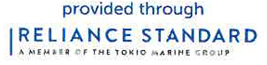 provided through
RELIANCE STANDARD
A MEMBER OF THE TOKIO MARINE GROUP